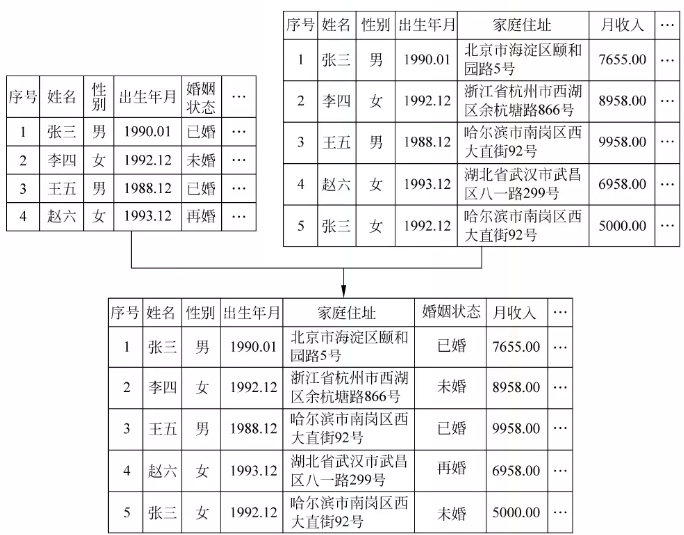 序号 姓名 性别 出生年月 婚姻状态 …
1 张三 男 1990.01 已婚 …
2 李四 女 1992.12 未婚 …
3 王五 男 1988.12 已婚 …
4 赵六 女 1993.12 再婚 …
序号 姓名 性别 出生年月 家庭住址 月收入 …
1 张三 男 1990.01 北京市海淀区颐和园路5号 7655.00 …
2 李四 女 1992.12 浙江省杭州市西湖区余杭塘路866号 8958.00 …
3 王五 男 1988.12 哈尔滨市南岗区西大直街92号 9958.00 …
4 赵六 女 1993.12 湖北省武汉市武昌区八一路299号 6958.00 …
5 张三 女 1992.12 哈尔滨市南岗区西大直街92号 5000.00 …
序号 姓名 性别 出生年月 家庭住址 婚姻状态 月收入 …
1 张三 男 1990.01 北京市海淀区颐和园路5号 已婚 7655.00 …
2 李四 女 1992.12 浙江省杭州市西湖区余杭塘路866号 未婚 8958.00 …
3 王五 男 1988.12 哈尔滨市南岗区西大直街92号 已婚 9958.00 …
4 赵六 女 1993.12 湖北省武汉市武昌区八一路299号 再婚 6958.00 …
5 张三 女 1992.12 哈尔滨市南岗区西大直街92号 未婚 5000.00 …